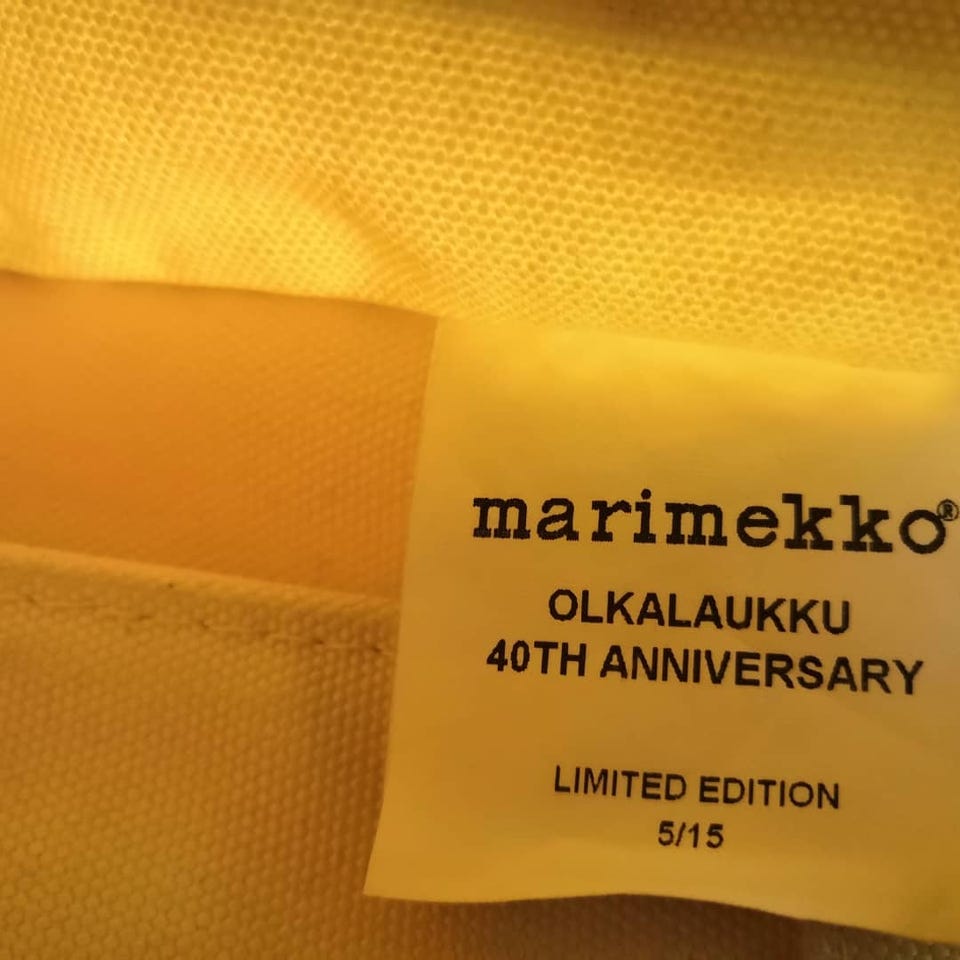 marimekko®
OLKALAUKKU
40TH ANNIVERSARY
LIMITED EDITION
5/15